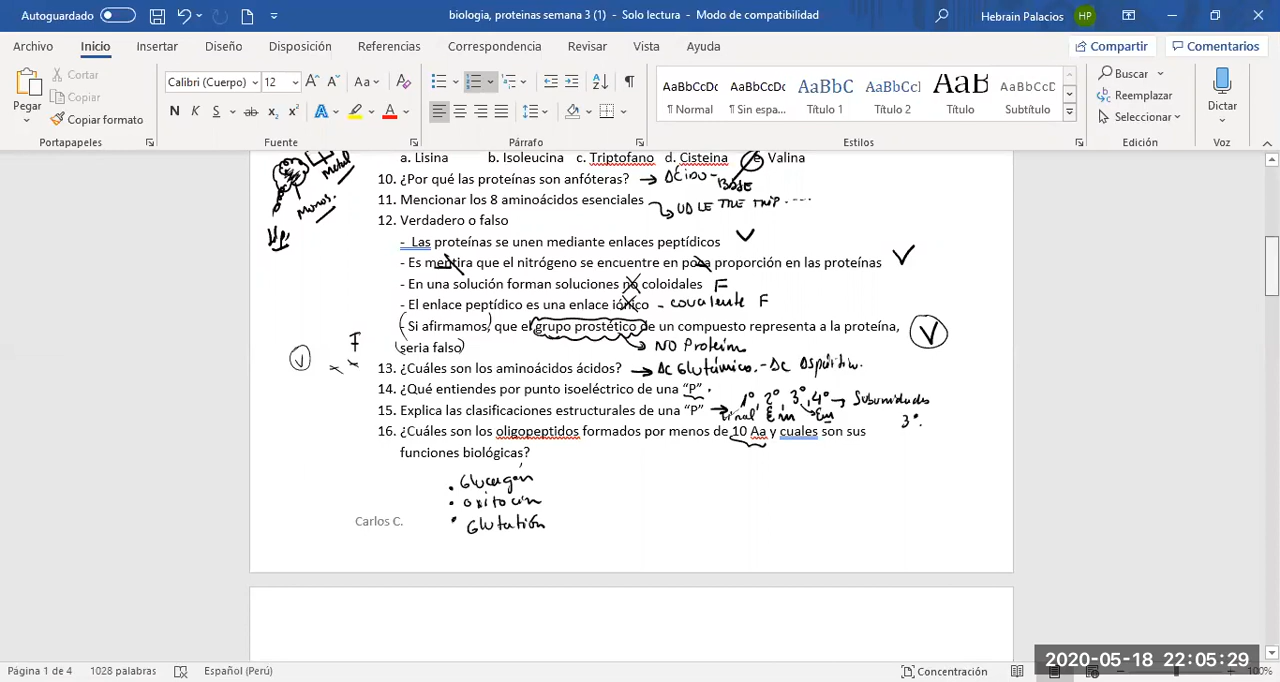 Autoguardado
biologia, proteinas semana 3 (1) - Solo lectura - Modo de compatibilidad
Hebrain Palacios HP
Archivo Inicio Insertar Diseño Disposición Referencias Correspondencia Revisar Vista Ayuda Compartir Comentarios
Pegar
Cortar
Copiar
Copiar formato
Calibri (Cuerpo) 12
AaBbCcDc AaBbCcDc AaBbC AaBbCcl AaB AaBbCcD
¶ Normal ¶ Sin espa... Título 1 Título 2 Título Subtítulo
Buscar
Reemplazar
Seleccionar
Dictar
Portapapeles Fuente Párrafo Estilos Edición Voz
a. Lisina b. Isoleucina c. Triptofano d. Cisteina e. Valina
10. ¿Por qué las proteínas son anfóteras? ÁCIDO - BASE
11. Mencionar los 8 aminoácidos esenciales
12. Verdadero o falso
- Las proteínas se unen mediante enlaces peptídicos V
- Es mentira que el nitrógeno se encuentre en poca proporción en las proteínas V
- En una solución forman soluciones no coloidales F
- El enlace peptídico es una enlace iónico - covalente F
- Si afirmamos, que el grupo prostético de un compuesto representa a la proteína, V
seria falso NO Proteína
13. ¿Cuáles son los aminoácidos ácidos? Ac Glutámico. - Ac Aspártico.
14. ¿Qué entiendes por punto isoeléctrico de una “P”
15. Explica las clasificaciones estructurales de una “P” 1°, 2°, 3°, 4° Subunidades
3°.
16. ¿Cuáles son los oligopeptidos formados por menos de 10 Aa y cuales son sus
funciones biológicas?
• Glucagón
• oxitocin
• Glutatión
Carlos C.
Página 1 de 4 1028 palabras Español (Perú) Concentración 100%
2020-05-18 22:05:29